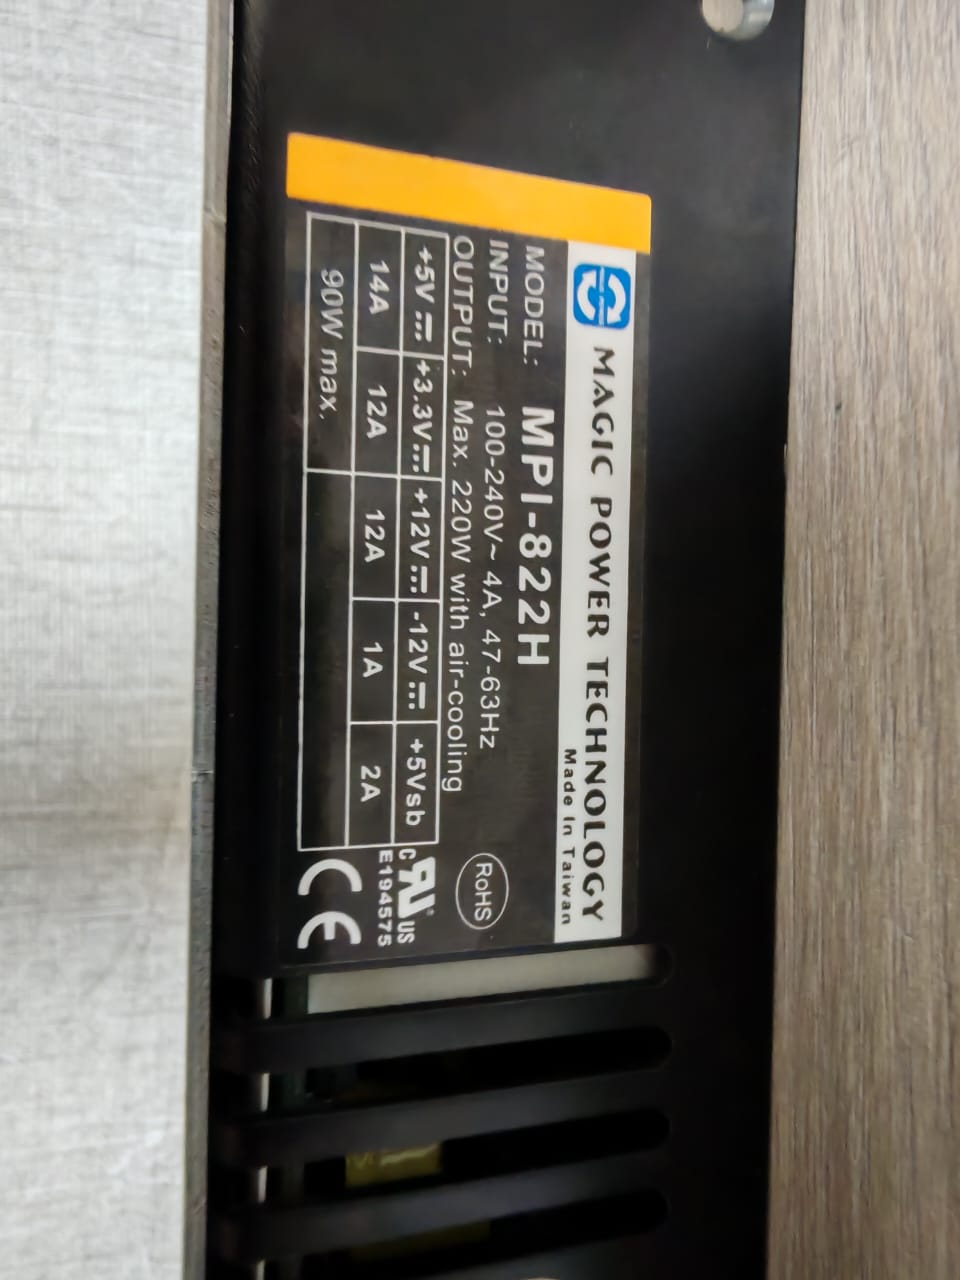 MAGIC POWER TECHNOLOGY
Made In Taiwan
MODEL: MPI-822H
INPUT: 100-240V~ 4A, 47-63Hz
OUTPUT: Max. 220W with air-cooling
+5V⎓ +3.3V⎓ +12V⎓ -12V⎓ +5Vsb
14A 12A 12A 1A 2A
90W max.
RoHS
c RU US
E194575
CE